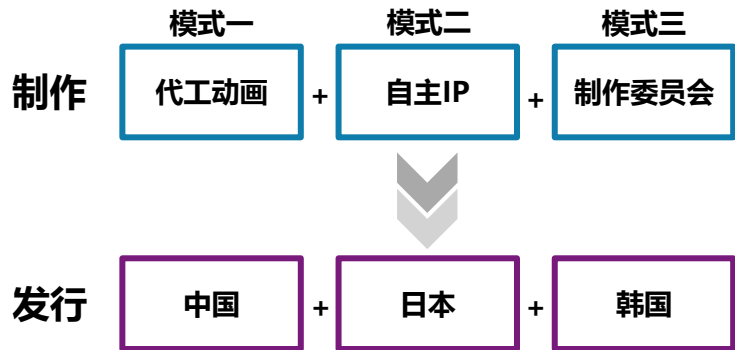 模式一 模式二 模式三
制作 代工动画 + 自主IP + 制作委员会
发行 中国 + 日本 + 韩国